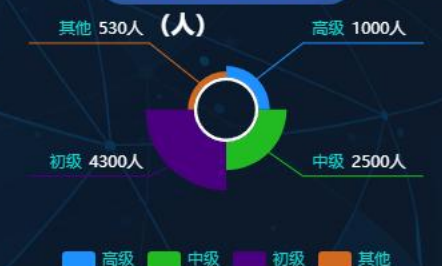 (人)
其他 530人
高级 1000人
初级 4300人
中级 2500人
高级 中级 初级 其他